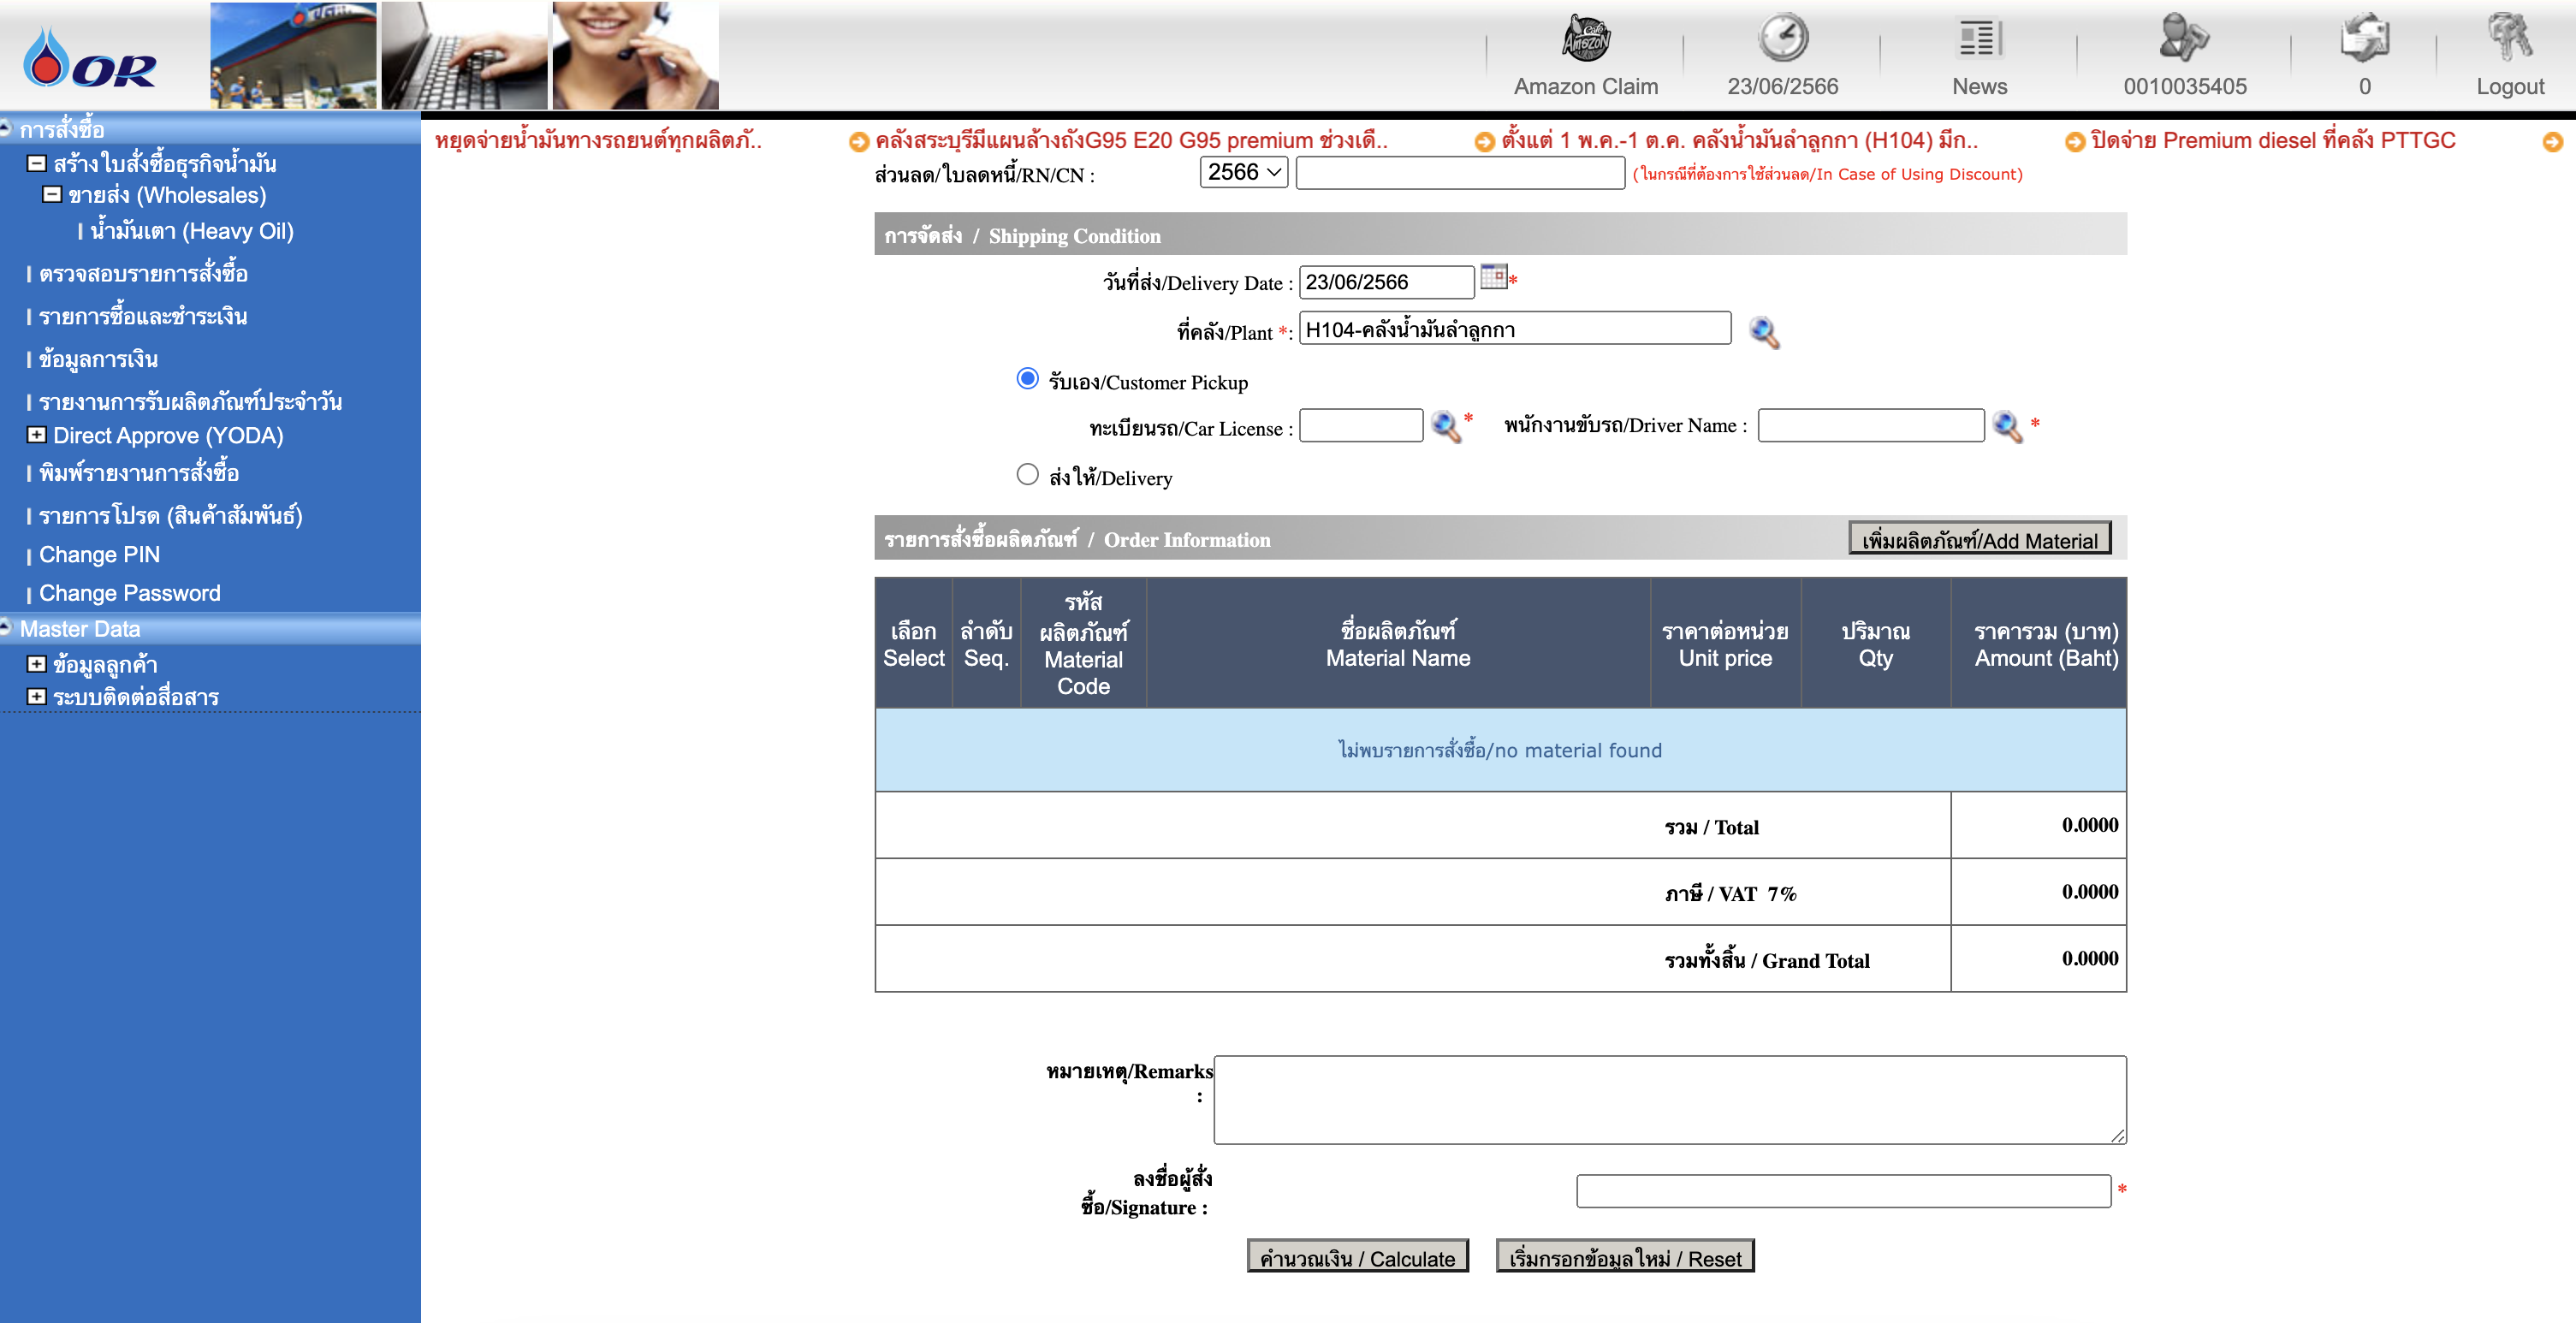 OR
Amazon Claim
23/06/2566
News
0010035405
0
Logout
การสั่งซื้อ
สร้างใบสั่งซื้อธุรกิจน้ำมัน
ขายส่ง (Wholesales)
น้ำมันเตา (Heavy Oil)
ตรวจสอบรายการสั่งซื้อ
รายการซื้อและชำระเงิน
ข้อมูลการเงิน
รายงานการรับผลิตภัณฑ์ประจำวัน
Direct Approve (YODA)
พิมพ์รายงานการสั่งซื้อ
รายการโปรด (สินค้าสัมพันธ์)
Change PIN
Change Password
Master Data
ข้อมูลลูกค้า
ระบบติดต่อสื่อสาร
หยุดจ่ายน้ำมันทางรถยนต์ทุกผลิตภั.. คลังสระบุรีมีแผนล้างถังG95 E20 G95 premium ช่วงเดื.. ตั้งแต่ 1 พ.ค.-1 ต.ค. คลังน้ำมันลำลูกกา (H104) มีก.. ปิดจ่าย Premium diesel ที่คลัง PTTGC
ส่วนลด/ใบลดหนี้/RN/CN : 2566 (ในกรณีที่ต้องการใช้ส่วนลด/In Case of Using Discount)
การจัดส่ง / Shipping Condition
วันที่ส่ง/Delivery Date : 23/06/2566 *
ที่คลัง/Plant *: H104-คลังน้ำมันลำลูกกา
รับเอง/Customer Pickup
ทะเบียนรถ/Car License : * พนักงานขับรถ/Driver Name : *
ส่งให้/Delivery
รายการสั่งซื้อผลิตภัณฑ์ / Order Information เพิ่มผลิตภัณฑ์/Add Material
เลือก
Select
ลำดับ
Seq.
รหัส
ผลิตภัณฑ์
Material
Code
ชื่อผลิตภัณฑ์
Material Name
ราคาต่อหน่วย
Unit price
ปริมาณ
Qty
ราคารวม (บาท)
Amount (Baht)
ไม่พบรายการสั่งซื้อ/no material found
รวม / Total 0.0000
ภาษี / VAT 7% 0.0000
รวมทั้งสิ้น / Grand Total 0.0000
หมายเหตุ/Remarks
:
ลงชื่อผู้สั่ง
ซื้อ/Signature : *
คำนวณเงิน / Calculate เริ่มกรอกข้อมูลใหม่ / Reset